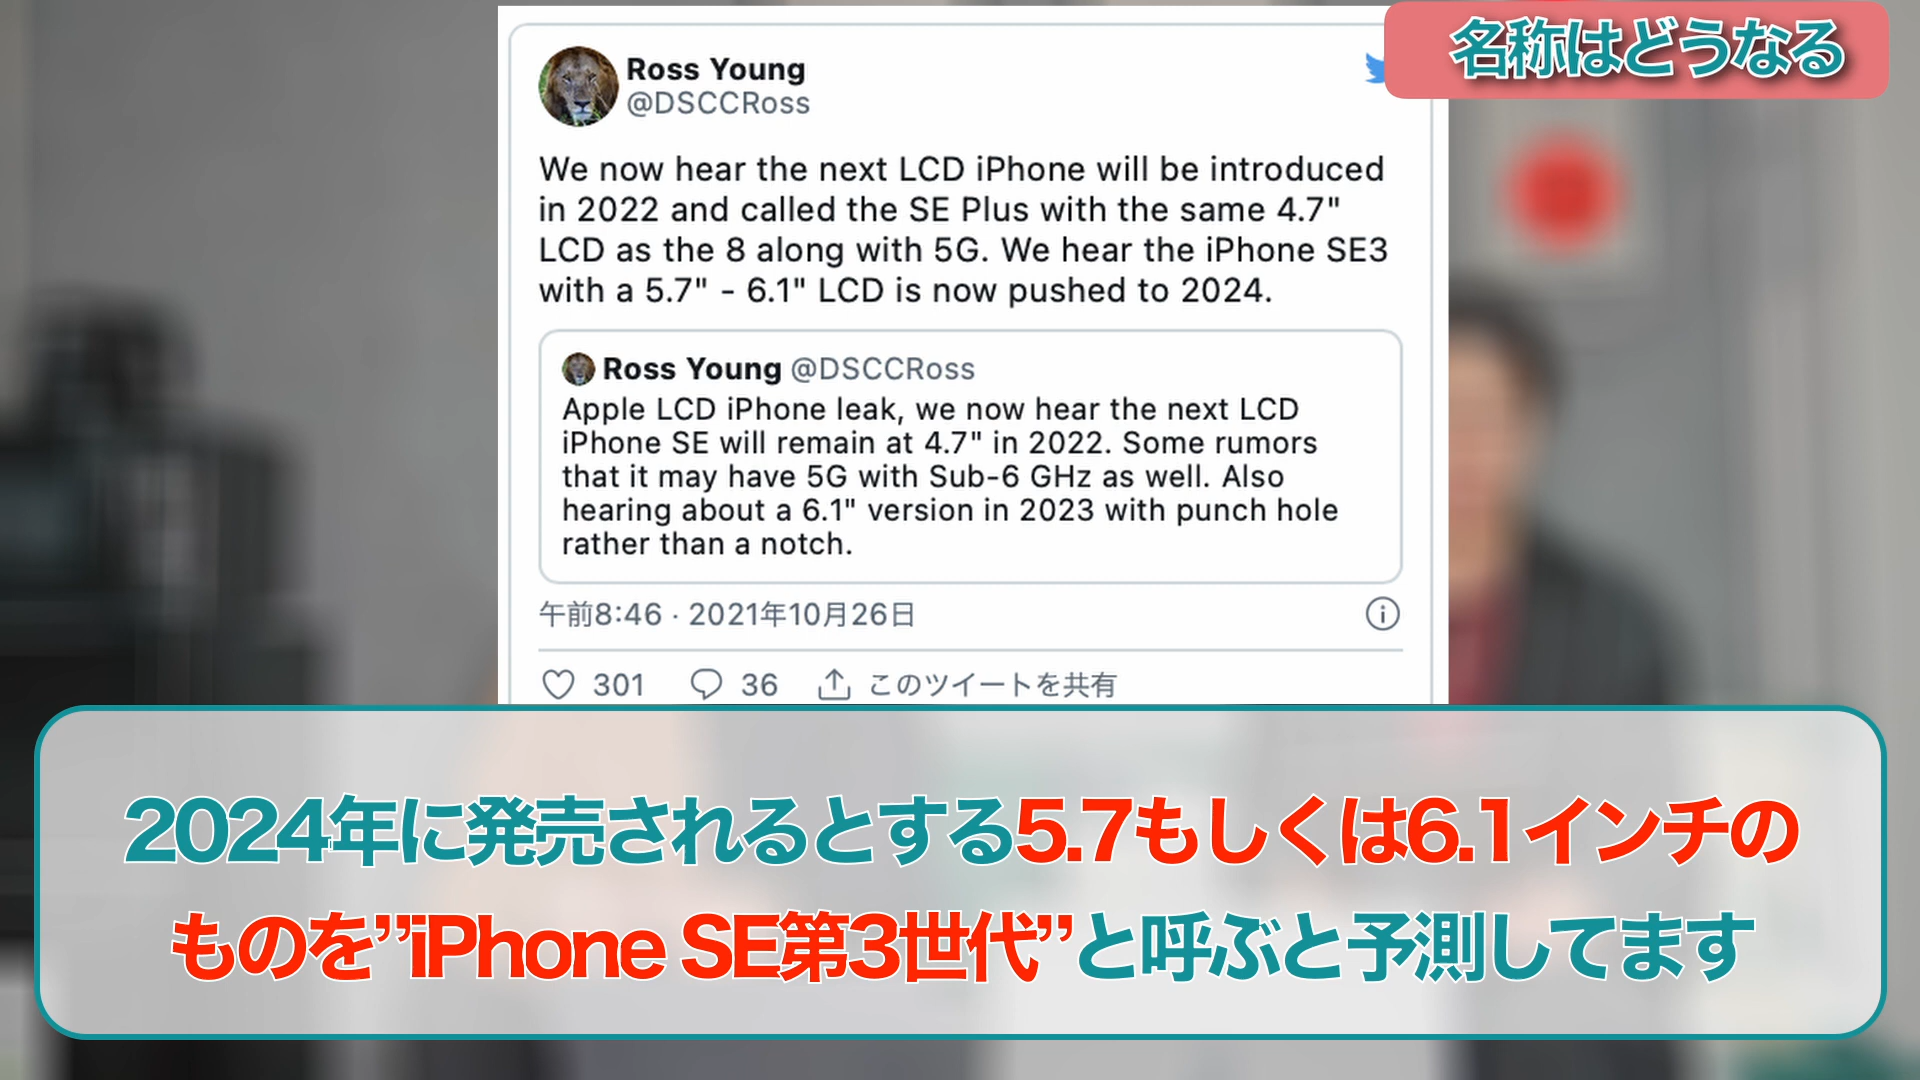 名称はどうなる
Ross Young
@DSCCRoss
We now hear the next LCD iPhone will be introduced
in 2022 and called the SE Plus with the same 4.7"
LCD as the 8 along with 5G. We hear the iPhone SE3
with a 5.7" - 6.1" LCD is now pushed to 2024.
Ross Young @DSCCRoss
Apple LCD iPhone leak, we now hear the next LCD
iPhone SE will remain at 4.7" in 2022. Some rumors
that it may have 5G with Sub-6 GHz as well. Also
hearing about a 6.1" version in 2023 with punch hole
rather than a notch.
午前8:46 · 2021年10月26日
301 36 このツイートを共有
2024年に発売されるとする5.7もしくは6.1インチの
ものを”iPhone SE第3世代”と呼ぶと予測してます